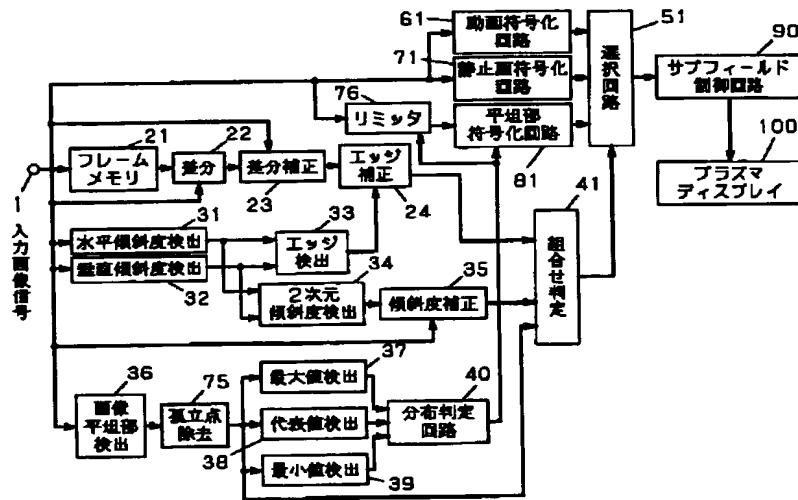 61
動画符号化
回路
51
71
静止画符号化
回路
選択回路
90
サブフィールド
制御回路
76
リミッタ
平坦部
符号化回路
81
100
プラズマ
ディスプレイ
21
フレーム
メモリ
22
差分
差分補正
23
エッジ
補正
24
41
組合せ判定
1
入力画像信号
31
水平傾斜度検出
垂直傾斜度検出
32
33
エッジ
検出
34
2次元
傾斜度検出
35
傾斜度補正
36
画像
平坦部
検出
75
孤立点
除去
37
最大値検出
代表値検出
38
最小値検出
39
40
分布判定
回路